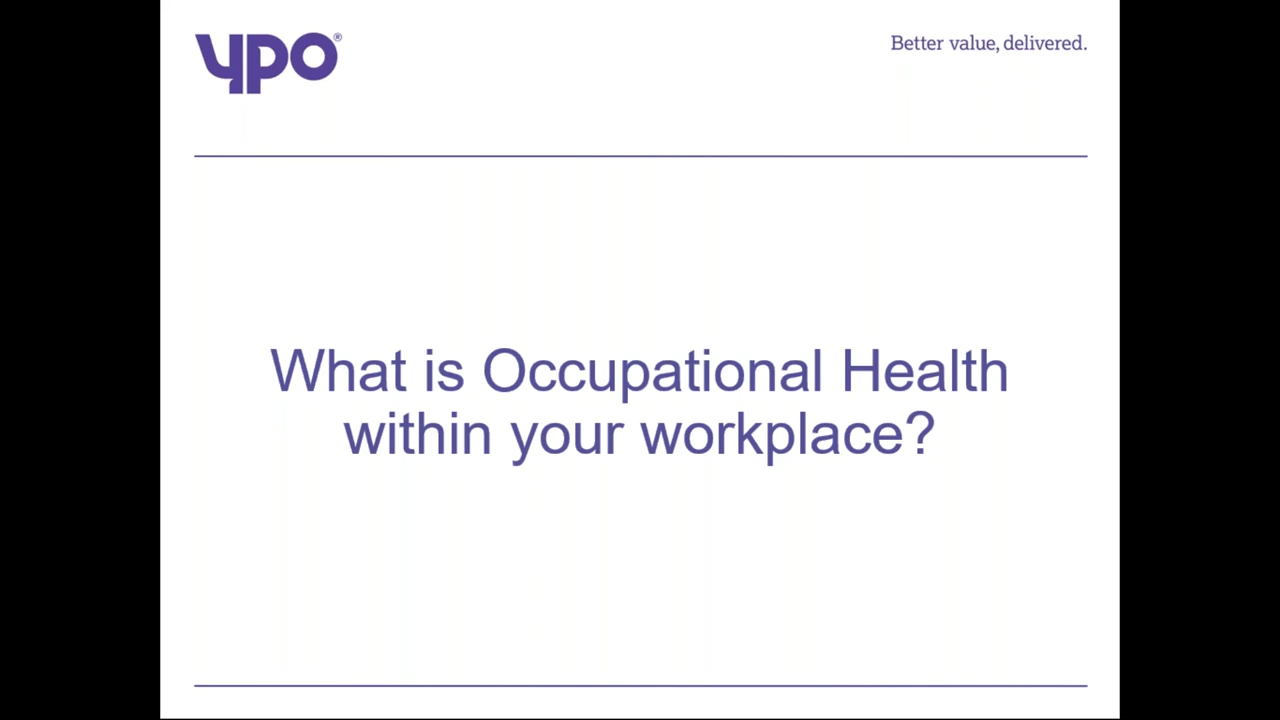 ypo®
Better value, delivered.
What is Occupational Health
within your workplace?